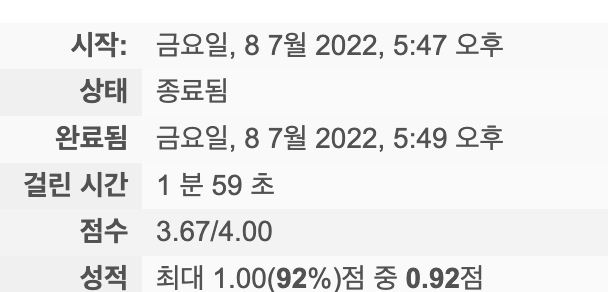 시작: 금요일, 8 7월 2022, 5:47 오후
상태 종료됨
완료됨 금요일, 8 7월 2022, 5:49 오후
걸린 시간 1 분 59 초
점수 3.67/4.00
성적 최대 1.00(92%)점 중 0.92점